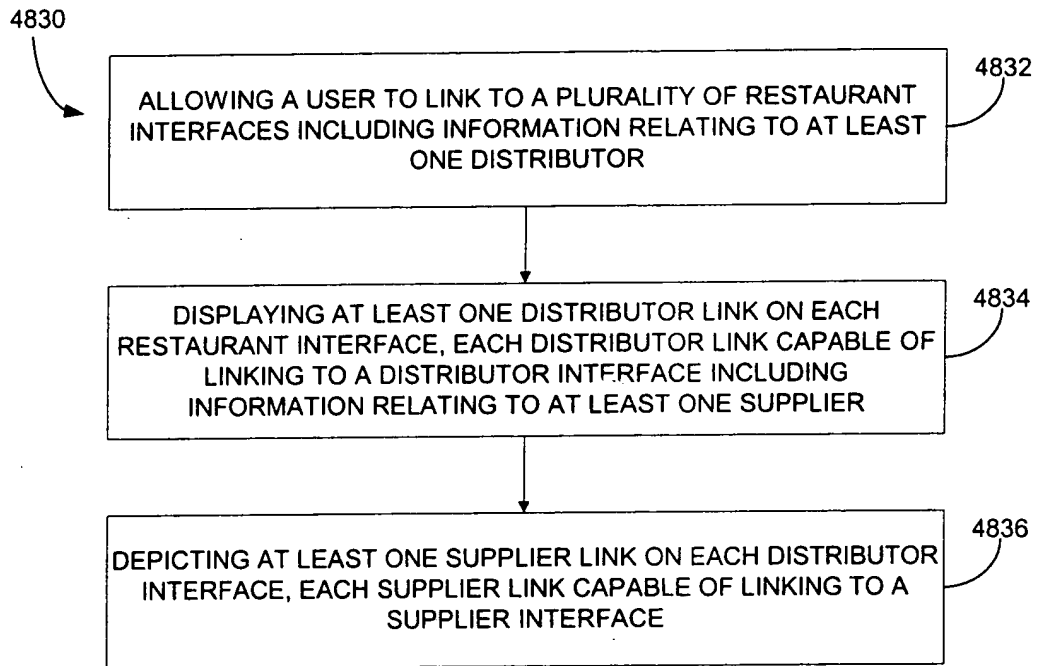 4830
4832
ALLOWING A USER TO LINK TO A PLURALITY OF RESTAURANT
INTERFACES INCLUDING INFORMATION RELATING TO AT LEAST
ONE DISTRIBUTOR
4834
DISPLAYING AT LEAST ONE DISTRIBUTOR LINK ON EACH
RESTAURANT INTERFACE, EACH DISTRIBUTOR LINK CAPABLE OF
LINKING TO A DISTRIBUTOR INTERFACE INCLUDING
INFORMATION RELATING TO AT LEAST ONE SUPPLIER
4836
DEPICTING AT LEAST ONE SUPPLIER LINK ON EACH DISTRIBUTOR
INTERFACE, EACH SUPPLIER LINK CAPABLE OF LINKING TO A
SUPPLIER INTERFACE